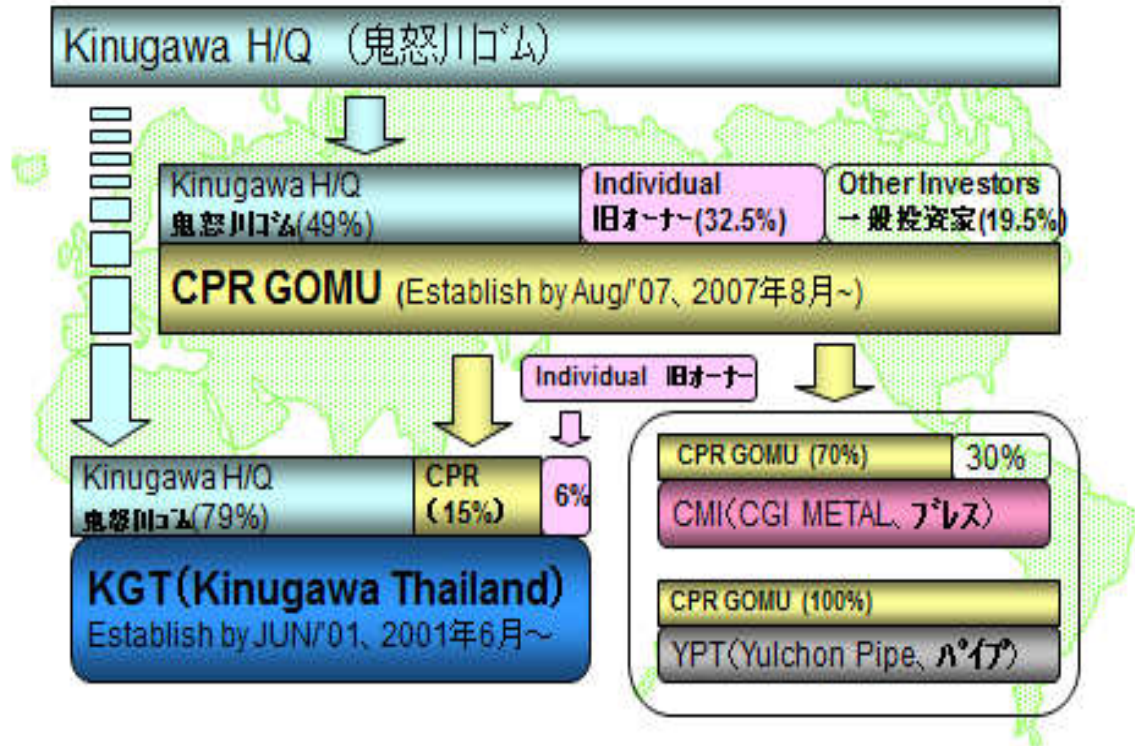 Kinugawa H/Q （鬼怒川ｺﾞﾑ）
Kinugawa H/Q
鬼怒川ｺﾞﾑ(49%)
Individual
旧ｵｰﾅｰ(32.5%)
Other Investors
一般投資家(19.5%)
CPR GOMU (Establish by Aug/'07、2007年8月~)
Individual 旧ｵｰﾅｰ
Kinugawa H/Q
鬼怒川ｺﾞﾑ(79%)
CPR
(15%)
6%
KGT(Kinugawa Thailand)
Establish by JUN/'01、2001年6月～
CPR GOMU (70%)
30%
CMI(CGI METAL、ﾌﾟﾚｽ)
CPR GOMU (100%)
YPT(Yulchon Pipe、ﾊﾟｲﾌﾟ)